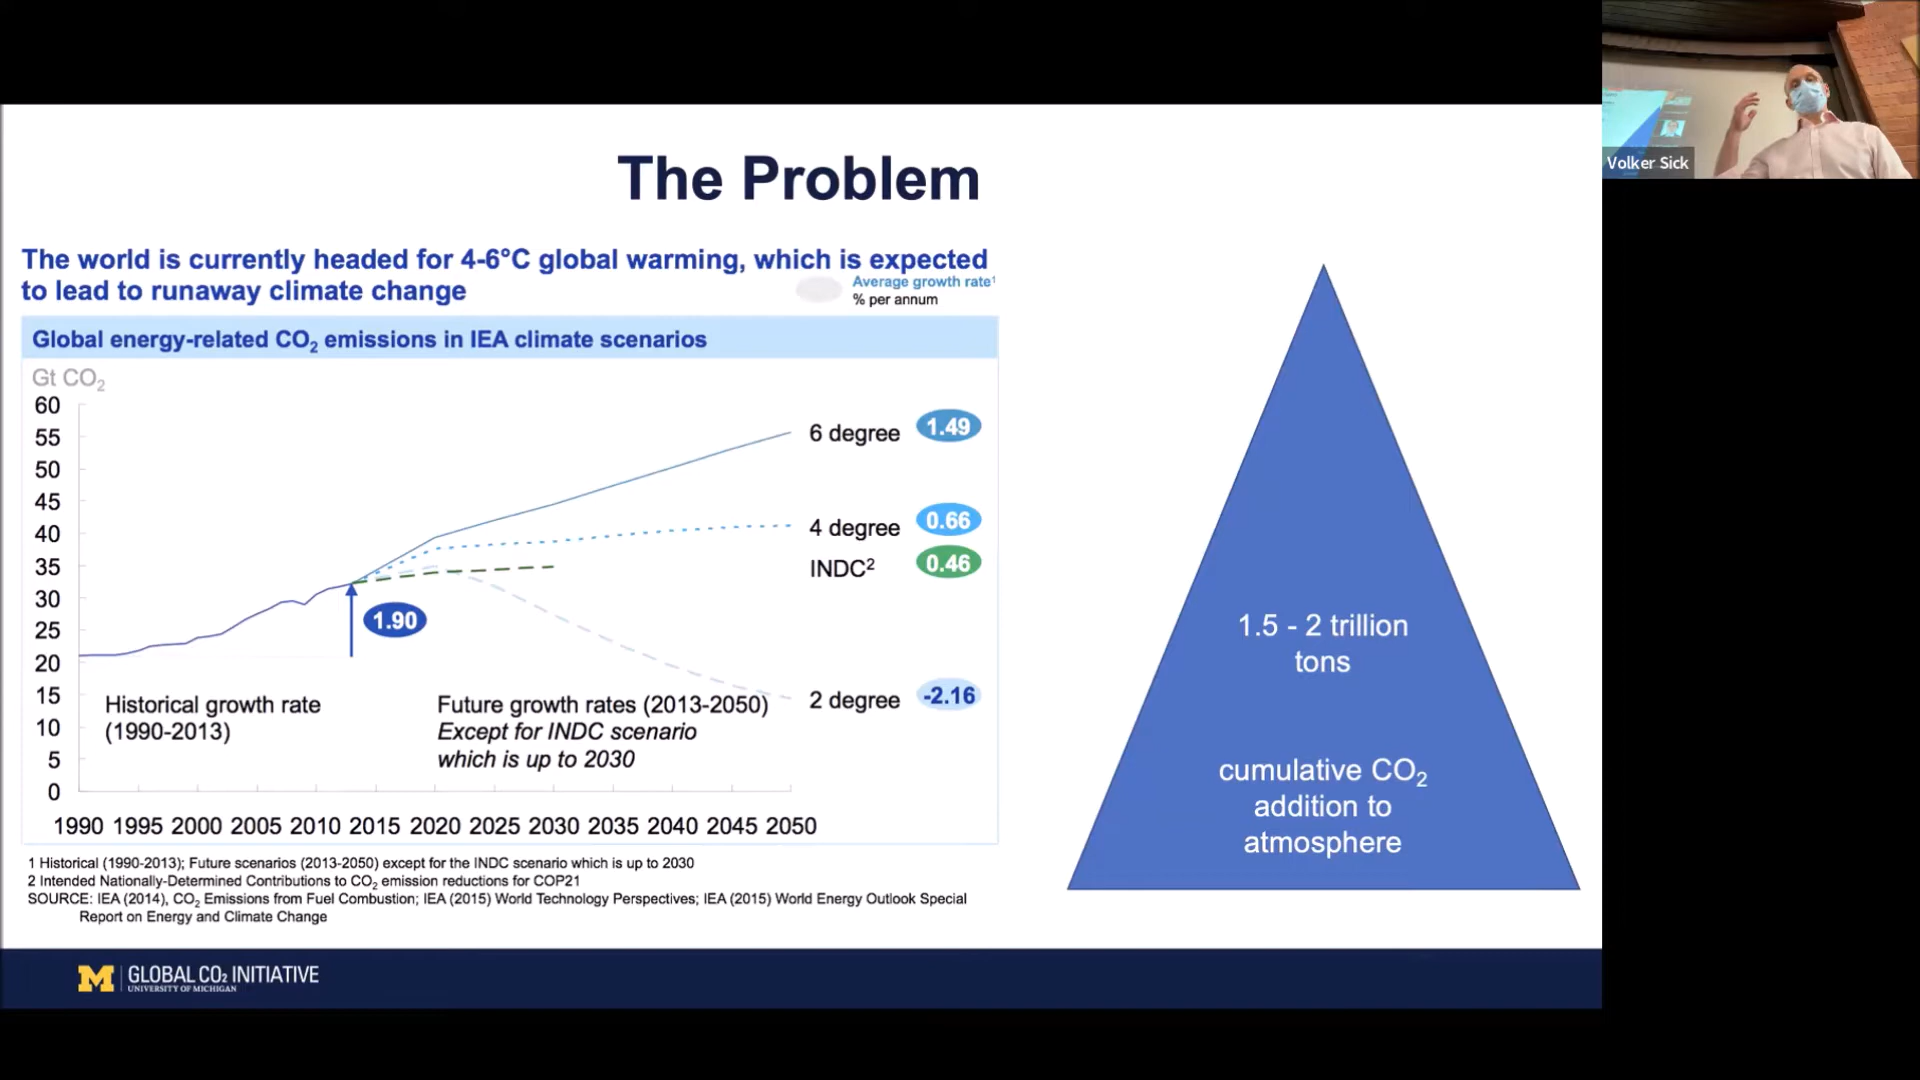 The Problem
The world is currently headed for 4-6°C global warming, which is expected
to lead to runaway climate change
Average growth rate¹
% per annum
Global energy-related CO₂ emissions in IEA climate scenarios
Gt CO₂
60
55
50
45
40
35
30
25
20
15
10
5
0
6 degree 1.49
4 degree 0.66
INDC² 0.46
2 degree -2.16
1.90
Historical growth rate
(1990-2013)
Future growth rates (2013-2050)
Except for INDC scenario
which is up to 2030
1990 1995 2000 2005 2010 2015 2020 2025 2030 2035 2040 2045 2050
1 Historical (1990-2013); Future scenarios (2013-2050) except for the INDC scenario which is up to 2030
2 Intended Nationally-Determined Contributions to CO₂ emission reductions for COP21
SOURCE: IEA (2014), CO₂ Emissions from Fuel Combustion; IEA (2015) World Technology Perspectives; IEA (2015) World Energy Outlook Special
Report on Energy and Climate Change
1.5 - 2 trillion
tons
cumulative CO₂
addition to
atmosphere
M GLOBAL CO₂ INITIATIVE
UNIVERSITY OF MICHIGAN
Volker Sick